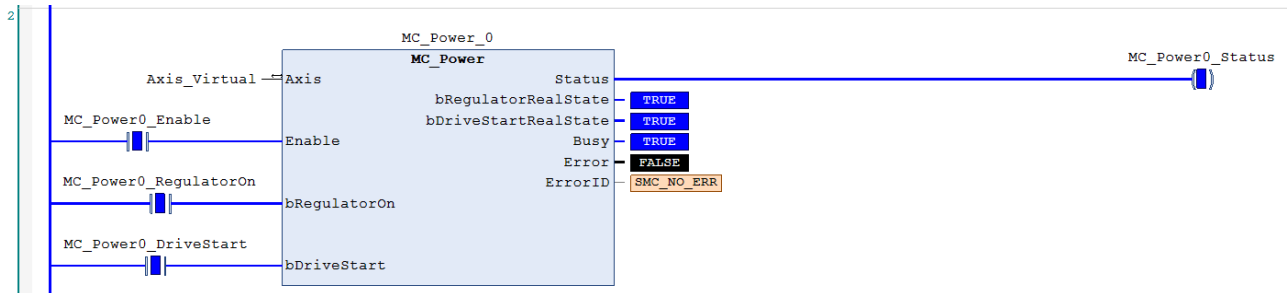 2
MC_Power_0
MC_Power
MC_Power0_Status
Axis_Virtual Axis Status
bRegulatorRealState TRUE
MC_Power0_Enable bDriveStartRealState TRUE
Enable Busy TRUE
Error FALSE
MC_Power0_RegulatorOn ErrorID SMC_NO_ERR
bRegulatorOn
MC_Power0_DriveStart
bDriveStart